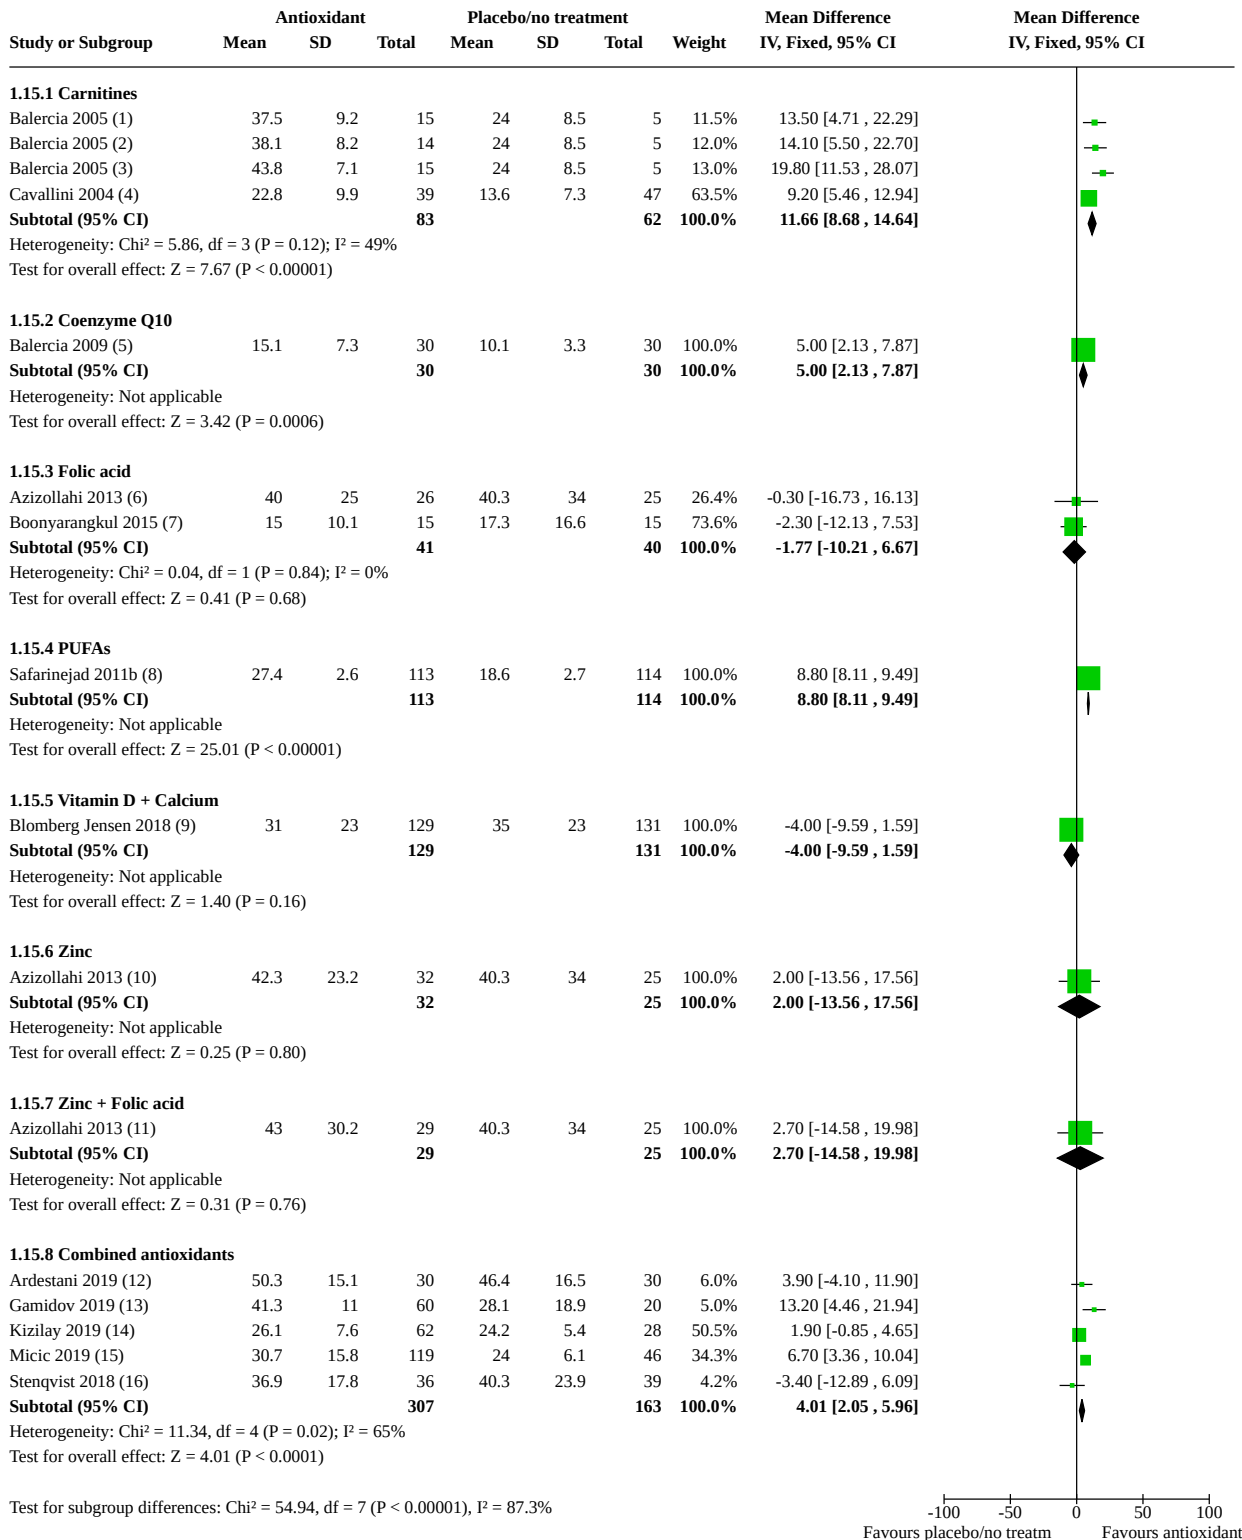 Antioxidant Placebo/no treatment Mean Difference Mean Difference
Study or Subgroup Mean SD Total Mean SD Total Weight IV, Fixed, 95% CI IV, Fixed, 95% CI
1.15.1 Carnitines
Balercia 2005 (1) 37.5 9.2 15 24 8.5 5 11.5% 13.50 [4.71 , 22.29]
Balercia 2005 (2) 38.1 8.2 14 24 8.5 5 12.0% 14.10 [5.50 , 22.70]
Balercia 2005 (3) 43.8 7.1 15 24 8.5 5 13.0% 19.80 [11.53 , 28.07]
Cavallini 2004 (4) 22.8 9.9 39 13.6 7.3 47 63.5% 9.20 [5.46 , 12.94]
Subtotal (95% CI) 83 62 100.0% 11.66 [8.68 , 14.64]
Heterogeneity: Chi² = 5.86, df = 3 (P = 0.12); I² = 49%
Test for overall effect: Z = 7.67 (P < 0.00001)
1.15.2 Coenzyme Q10
Balercia 2009 (5) 15.1 7.3 30 10.1 3.3 30 100.0% 5.00 [2.13 , 7.87]
Subtotal (95% CI) 30 30 100.0% 5.00 [2.13 , 7.87]
Heterogeneity: Not applicable
Test for overall effect: Z = 3.42 (P = 0.0006)
1.15.3 Folic acid
Azizollahi 2013 (6) 40 25 26 40.3 34 25 26.4% -0.30 [-16.73 , 16.13]
Boonyarangkul 2015 (7) 15 10.1 15 17.3 16.6 15 73.6% -2.30 [-12.13 , 7.53]
Subtotal (95% CI) 41 40 100.0% -1.77 [-10.21 , 6.67]
Heterogeneity: Chi² = 0.04, df = 1 (P = 0.84); I² = 0%
Test for overall effect: Z = 0.41 (P = 0.68)
1.15.4 PUFAs
Safarinejad 2011b (8) 27.4 2.6 113 18.6 2.7 114 100.0% 8.80 [8.11 , 9.49]
Subtotal (95% CI) 113 114 100.0% 8.80 [8.11 , 9.49]
Heterogeneity: Not applicable
Test for overall effect: Z = 25.01 (P < 0.00001)
1.15.5 Vitamin D + Calcium
Blomberg Jensen 2018 (9) 31 23 129 35 23 131 100.0% -4.00 [-9.59 , 1.59]
Subtotal (95% CI) 129 131 100.0% -4.00 [-9.59 , 1.59]
Heterogeneity: Not applicable
Test for overall effect: Z = 1.40 (P = 0.16)
1.15.6 Zinc
Azizollahi 2013 (10) 42.3 23.2 32 40.3 34 25 100.0% 2.00 [-13.56 , 17.56]
Subtotal (95% CI) 32 25 100.0% 2.00 [-13.56 , 17.56]
Heterogeneity: Not applicable
Test for overall effect: Z = 0.25 (P = 0.80)
1.15.7 Zinc + Folic acid
Azizollahi 2013 (11) 43 30.2 29 40.3 34 25 100.0% 2.70 [-14.58 , 19.98]
Subtotal (95% CI) 29 25 100.0% 2.70 [-14.58 , 19.98]
Heterogeneity: Not applicable
Test for overall effect: Z = 0.31 (P = 0.76)
1.15.8 Combined antioxidants
Ardestani 2019 (12) 50.3 15.1 30 46.4 16.5 30 6.0% 3.90 [-4.10 , 11.90]
Gamidov 2019 (13) 41.3 11 60 28.1 18.9 20 5.0% 13.20 [4.46 , 21.94]
Kizilay 2019 (14) 26.1 7.6 62 24.2 5.4 28 50.5% 1.90 [-0.85 , 4.65]
Micic 2019 (15) 30.7 15.8 119 24 6.1 46 34.3% 6.70 [3.36 , 10.04]
Stenqvist 2018 (16) 36.9 17.8 36 40.3 23.9 39 4.2% -3.40 [-12.89 , 6.09]
Subtotal (95% CI) 307 163 100.0% 4.01 [2.05 , 5.96]
Heterogeneity: Chi² = 11.34, df = 4 (P = 0.02); I² = 65%
Test for overall effect: Z = 4.01 (P < 0.0001)
Test for subgroup differences: Chi² = 54.94, df = 7 (P < 0.00001), I² = 87.3%
-100 -50 0 50 100
Favours placebo/no treatm Favours antioxidant